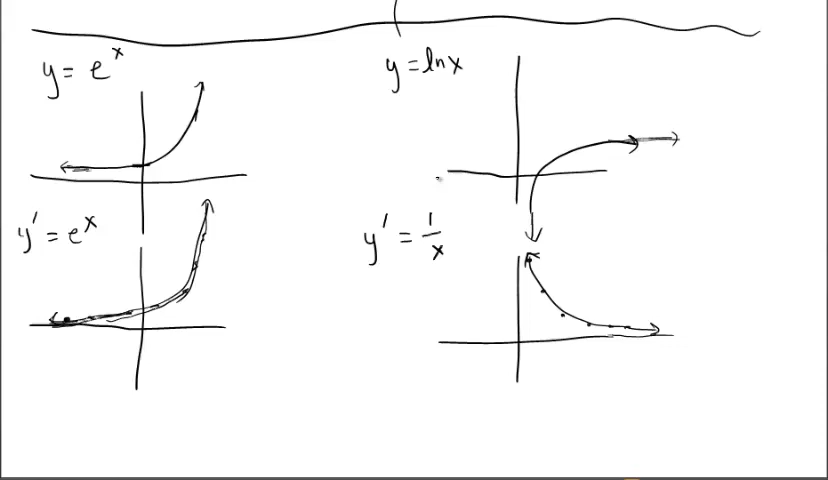 y = e^x
y = ln x
y' = e^x
y' = 1/x